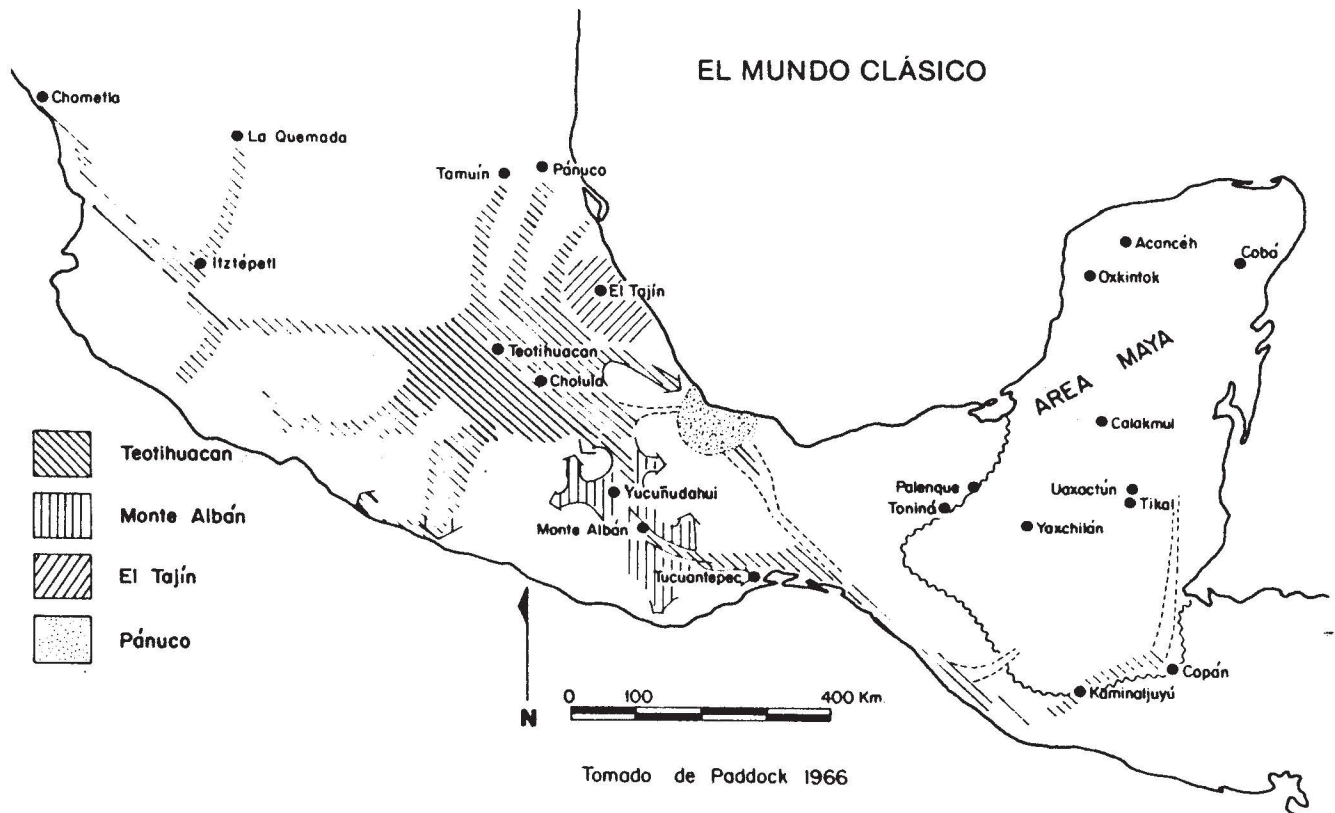 EL MUNDO CLÁSICO
Chametla
La Quemada
Tamuín
Pánuco
Itztépetl
El Tajín
Acancéh
Cobá
Oxkintok
Teotihuacan
Cholula
AREA MAYA
Calakmul
Teotihuacan
Monte Albán
El Tajín
Pánuco
Yucuñudahui
Monte Albán
Tucuantepec
Palenque
Toniná
Uaxactún
Tikal
Yaxchilán
Copán
Kaminaljuyú
N
0 100 400 Km.
Tomado de Paddock 1966